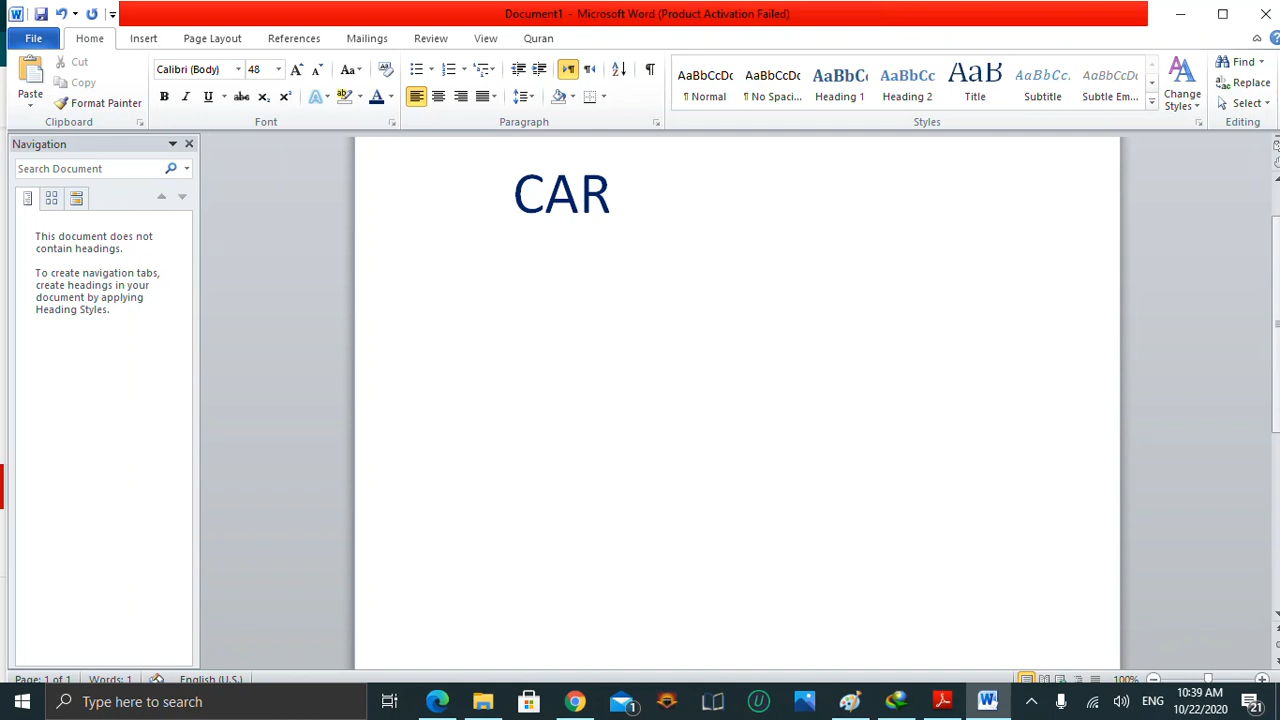 Document1 - Microsoft Word (Product Activation Failed)
File Home Insert Page Layout References Mailings Review View Quran
Paste
Cut
Copy
Format Painter
Clipboard
Calibri (Body) 48
Font
Paragraph
AaBbCcDc AaBbCcDc AaBbC AaBbCc AaB AaBbCc. AaBbCcDc
¶ Normal ¶ No Spaci... Heading 1 Heading 2 Title Subtitle Subtle Em...
Change
Styles
Styles
Find
Replace
Select
Editing
Navigation
Search Document
This document does not
contain headings.
To create navigation tabs,
create headings in your
document by applying
Heading Styles.
CAR
Page: 1 of 1 Words: 1 English (U.S.) 100%
Type here to search
1
ENG
10:39 AM
10/22/2020
21